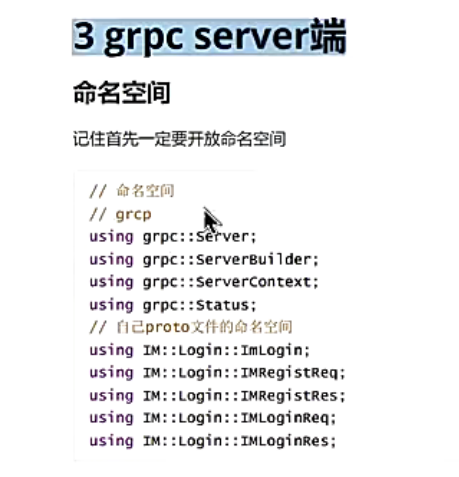 3 grpc server端
命名空间
记住首先一定要开放命名空间
// 命名空间
// grcp
using grpc::Server;
using grpc::ServerBuilder;
using grpc::ServerContext;
using grpc::Status;
// 自己proto文件的命名空间
using IM::Login::ImLogin;
using IM::Login::IMRegistReq;
using IM::Login::IMRegistRes;
using IM::Login::IMLoginReq;
using IM::Login::IMLoginRes;